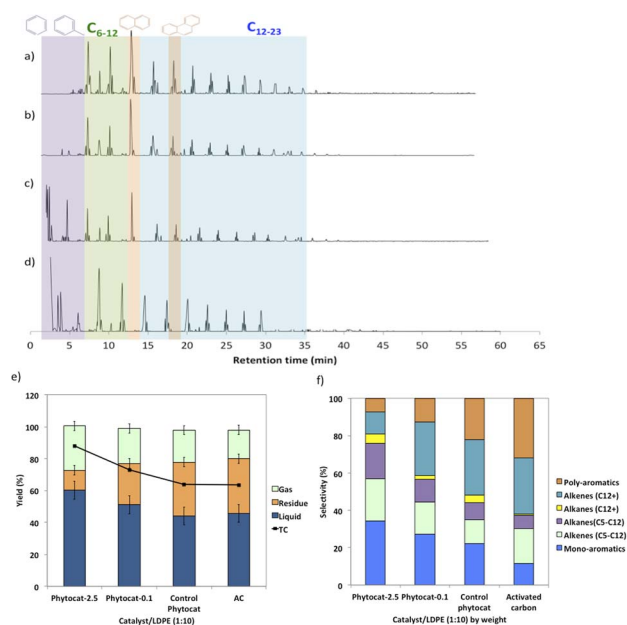 C6-12
C12-23
a)
b)
c)
d)
0 5 10 15 20 25 30 35 40 45 50 55 60 65
Retention time (min)
e)
120
100
80
60
40
20
0
Yield (%)
Gas
Residue
Liquid
TC
Phytocat-2.5 Phytocat-0.1 Control Phytocat AC
Catalyst/LDPE (1:10)
f)
100
80
60
40
20
0
Selectivity (%)
Poly-aromatics
Alkenes (C12+)
Alkenes (C12+)
Alkenes(C5-C12)
Alkenes (C5-C12)
Mono-aromatics
Phytocat-2.5 Phytocat-0.1 Control phytocat Activated carbon
Catalyst/LDPE (1:10) by weight